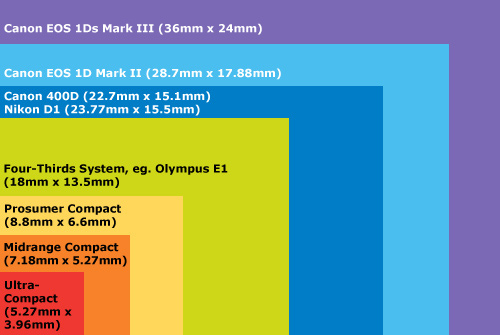 Canon EOS 1Ds Mark III (36mm x 24mm)
Canon EOS 1D Mark II (28.7mm x 17.88mm)
Canon 400D (22.7mm x 15.1mm)
Nikon D1 (23.77mm x 15.5mm)
Four-Thirds System, eg. Olympus E1
(18mm x 13.5mm)
Prosumer Compact
(8.8mm x 6.6mm)
Midrange Compact
(7.18mm x 5.27mm)
Ultra-
Compact
(5.27mm x
3.96mm)